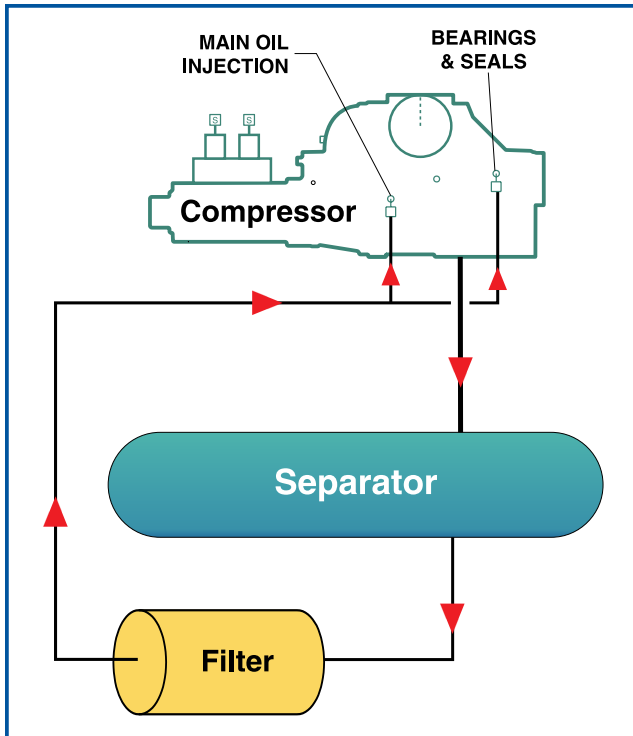 MAIN OIL
INJECTION
BEARINGS
& SEALS
S
S
Compressor
Separator
Filter